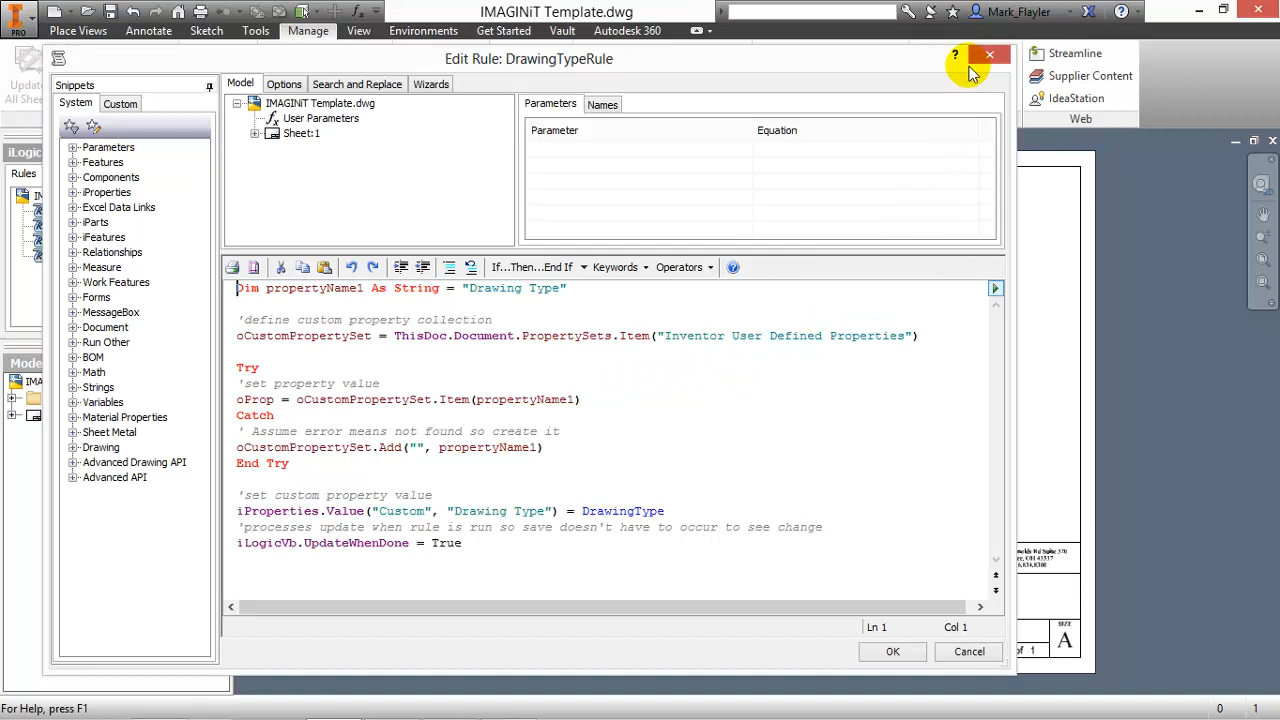 PRO
IMAGINiT Template.dwg
Mark_Flayler
View Places Annotate Sketch Tools Manage View Environments Get Started Vault Autodesk 360
Edit Rule: DrawingTypeRule
Streamline
Supplier Content
IdeaStation
Web
Snippets
System Custom
Model Options Search and Replace Wizards
IMAGINiT Template.dwg
User Parameters
Sheet:1
Parameters Names
Parameter Equation
Parameters
Features
Components
iProperties
Excel Data Links
iParts
iFeatures
Relationships
Measure
Work Features
Forms
MessageBox
Document
Run Other
BOM
Math
Strings
Variables
Material Properties
Sheet Metal
Drawing
Advanced Drawing API
Advanced API
If...Then...End If Keywords Operators
Dim propertyName1 As String = "Drawing Type"
'define custom property collection
oCustomPropertySet = ThisDoc.Document.PropertySets.Item("Inventor User Defined Properties")
Try
'set property value
oProp = oCustomPropertySet.Item(propertyName1)
Catch
' Assume error means not found so create it
oCustomPropertySet.Add("", propertyName1)
End Try
'set custom property value
iProperties.Value("Custom", "Drawing Type") = DrawingType
'processes update when rule is run so save doesn't have to occur to see change
iLogicVb.UpdateWhenDone = True
Ln 1 Col 1
OK Cancel
Rules
SIZE
A
of 1
For Help, press F1
0 1